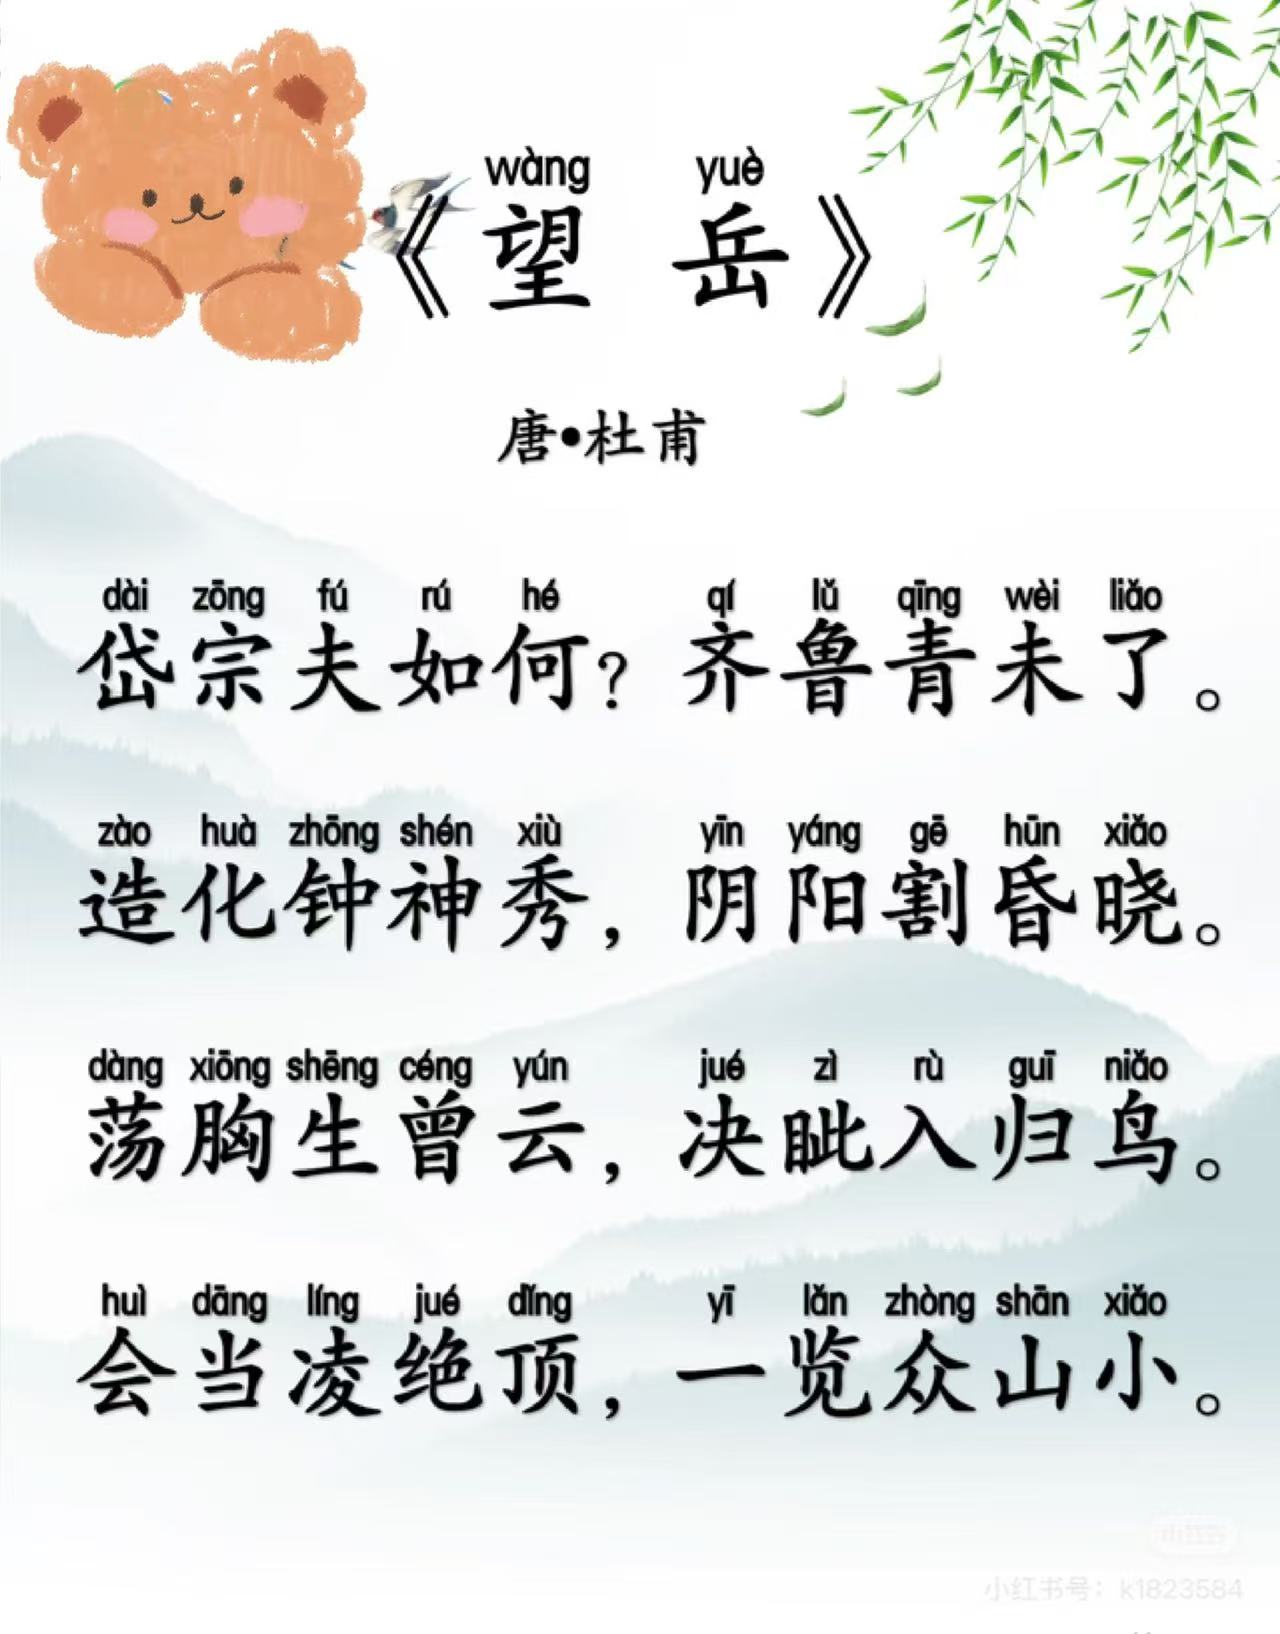 wàng yuè
《望 岳》
唐•杜甫
dài zōng fú rú hé qí lǔ qīng wèi liǎo
岱宗夫如何？齐鲁青未了。
zào huà zhōng shén xiù yīn yáng gē hūn xiǎo
造化钟神秀，阴阳割昏晓。
dàng xiōng shēng céng yún jué zì rù guī niǎo
荡胸生曾云，决眦入归鸟。
huì dāng líng jué dǐng yī lǎn zhòng shān xiǎo
会当凌绝顶，一览众山小。
小红书
小红书号：k1823584